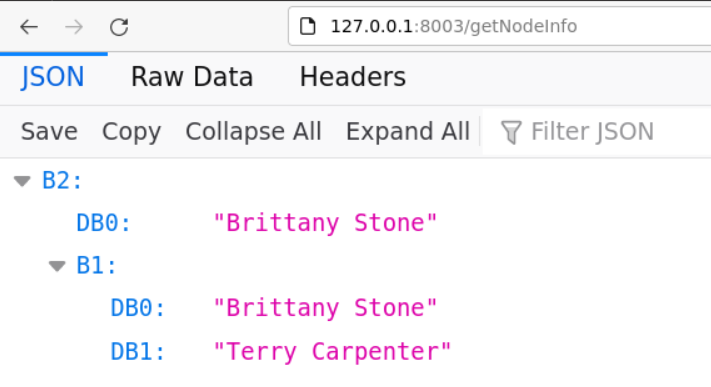 127.0.0.1:8003/getNodeInfo
JSON Raw Data Headers
Save Copy Collapse All Expand All Filter JSON
B2:
DB0: "Brittany Stone"
B1:
DB0: "Brittany Stone"
DB1: "Terry Carpenter"